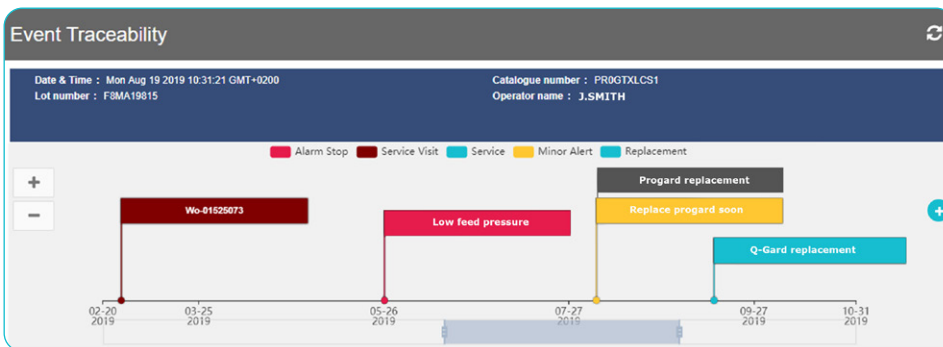 Event Traceability
Date & Time : Mon Aug 19 2019 10:31:21 GMT+0200
Catalogue number : PR0GTXLCS1
Lot number : F8MA19815
Operator name : J.SMITH
Alarm Stop Service Visit Service Minor Alert Replacement
+
Progard replacement
−
Wo-01525073
Replace progard soon
+
Low feed pressure
Q-Gard replacement
02-20 03-25 05-26 07-27 09-27 10-31
2019 2019 2019 2019 2019 2019